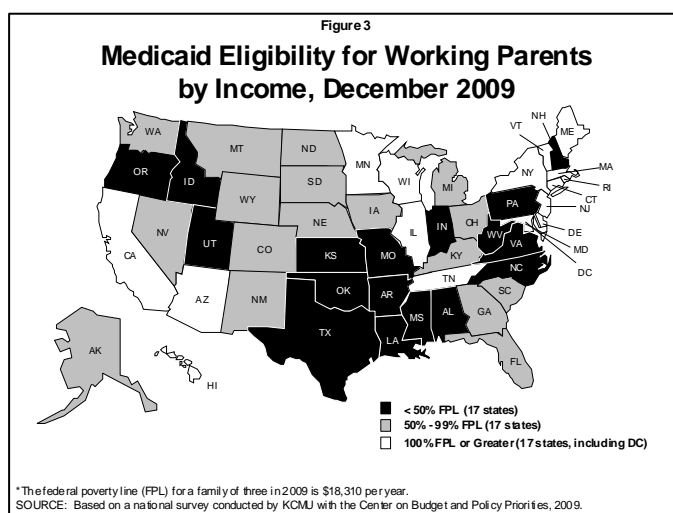 Figure 3
Medicaid Eligibility for Working Parents
by Income, December 2009
WA
MT
ND
MN
VT
NH
ME
OR
ID
SD
WI
MI
NY
MA
RI
CT
NJ
WY
IA
PA
NV
NE
IL
IN
OH
DE
MD
DC
UT
CO
KS
MO
KY
WV
VA
CA
AZ
NM
OK
AR
TN
NC
SC
TX
LA
MS
AL
GA
FL
AK
HI
< 50% FPL (17 states)
50% - 99% FPL (17 states)
100% FPL or Greater (17 states, including DC)
*The federal poverty line (FPL) for a family of three in 2009 is $18,310 per year.
SOURCE: Based on a national survey conducted by KCMU with the Center on Budget and Policy Priorities, 2009.